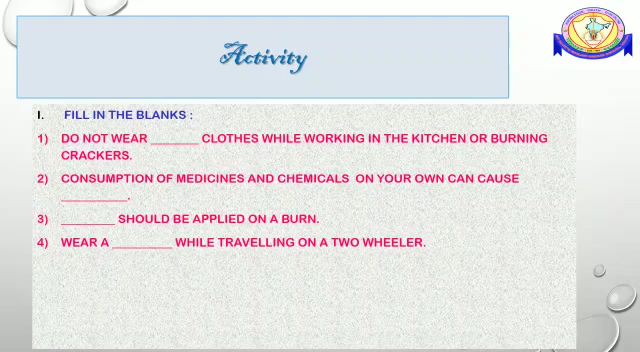 Activity
I. FILL IN THE BLANKS :
1) DO NOT WEAR _______ CLOTHES WHILE WORKING IN THE KITCHEN OR BURNING
CRACKERS.
2) CONSUMPTION OF MEDICINES AND CHEMICALS ON YOUR OWN CAN CAUSE
__________.
3) ________ SHOULD BE APPLIED ON A BURN.
4) WEAR A _________ WHILE TRAVELLING ON A TWO WHEELER.